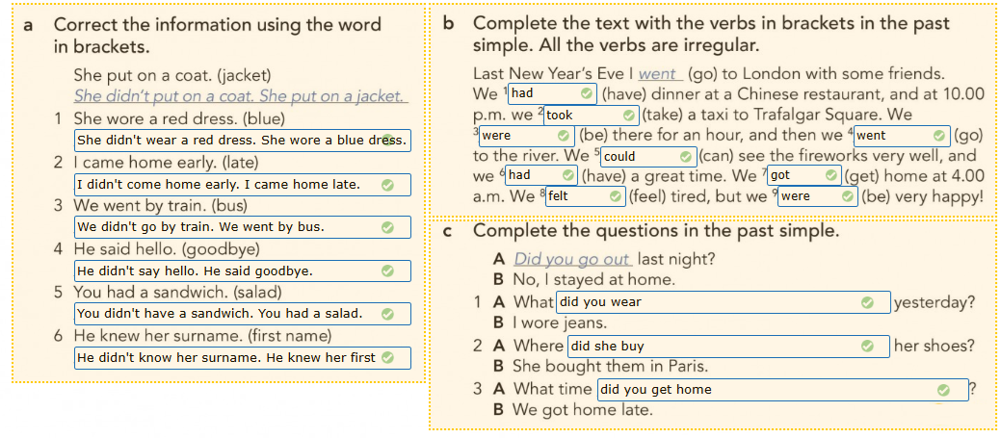 a Correct the information using the word
in brackets.
She put on a coat. (jacket)
She didn't put on a coat. She put on a jacket.
1 She wore a red dress. (blue)
She didn't wear a red dress. She wore a blue dress.
2 I came home early. (late)
I didn't come home early. I came home late.
3 We went by train. (bus)
We didn't go by train. We went by bus.
4 He said hello. (goodbye)
He didn't say hello. He said goodbye.
5 You had a sandwich. (salad)
You didn't have a sandwich. You had a salad.
6 He knew her surname. (first name)
He didn't know her surname. He knew her first
b Complete the text with the verbs in brackets in the past
simple. All the verbs are irregular.
Last New Year's Eve I went (go) to London with some friends.
We 1 had (have) dinner at a Chinese restaurant, and at 10.00
p.m. we 2 took (take) a taxi to Trafalgar Square. We
3 were (be) there for an hour, and then we 4 went (go)
to the river. We 5 could (can) see the fireworks very well, and
we 6 had (have) a great time. We 7 got (get) home at 4.00
a.m. We 8 felt (feel) tired, but we 9 were (be) very happy!
c Complete the questions in the past simple.
A Did you go out last night?
B No, I stayed at home.
1 A What did you wear yesterday?
B I wore jeans.
2 A Where did she buy her shoes?
B She bought them in Paris.
3 A What time did you get home ?
B We got home late.